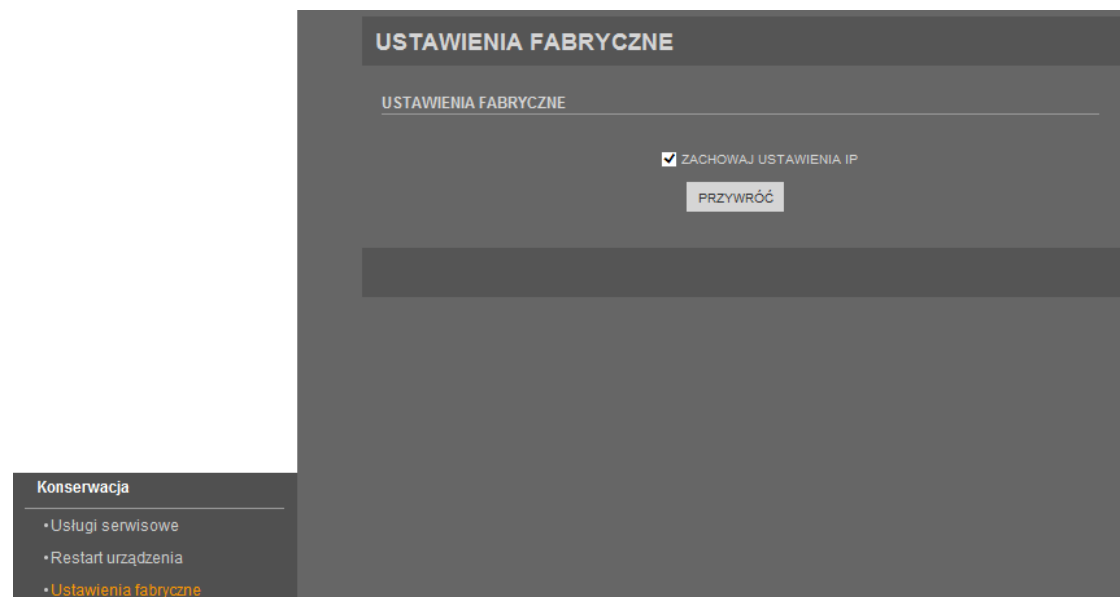 USTAWIENIA FABRYCZNE
USTAWIENIA FABRYCZNE
ZACHOWAJ USTAWIENIA IP
PRZYWRÓĆ
Konserwacja
•Usługi serwisowe
•Restart urządzenia
•Ustawienia fabryczne